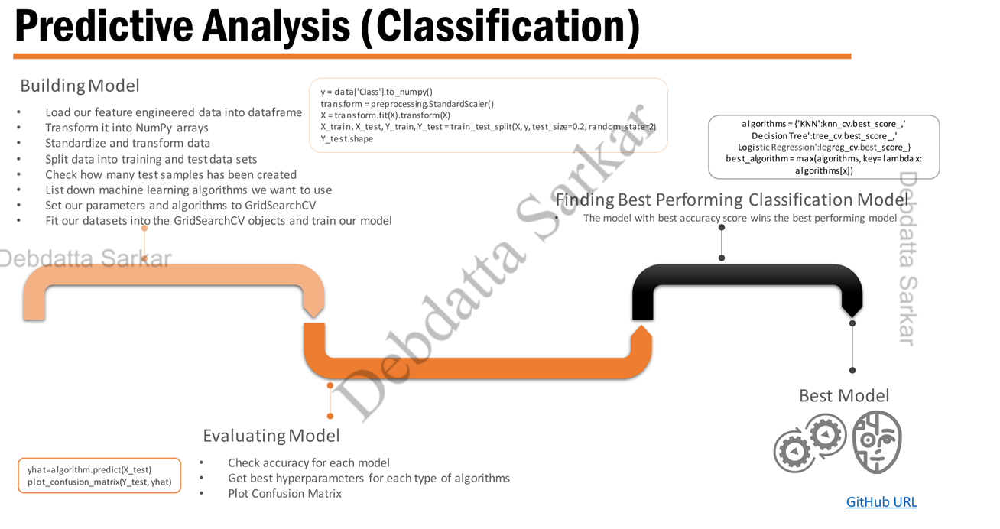 Predictive Analysis (Classification)
Building Model
• Load our feature engineered data into dataframe
• Transform it into NumPy arrays
• Standardize and transform data
• Split data into training and test data sets
• Check how many test samples has been created
• List down machine learning algorithms we want to use
• Set our parameters and algorithms to GridSearchCV
• Fit our datasets into the GridSearchCV objects and train our model
y = data['Class'].to_numpy()
transform = preprocessing.StandardScaler()
X = transform.fit(X).transform(X)
X_train, X_test, Y_train, Y_test = train_test_split(X, y, test_size=0.2, random_state=2)
Y_test.shape
algorithms = {'KNN':knn_cv.best_score_,'
Decision Tree':tree_cv.best_score_,'
Logistic Regression':logreg_cv.best_score_}
best_algorithm = max(algorithms, key= lambda x:
algorithms[x])
Finding Best Performing Classification Model
• The model with best accuracy score wins the best performing model
Debdatta Sarkar
Debdatta Sarkar
Debdatta Sarkar
Evaluating Model
• Check accuracy for each model
• Get best hyperparameters for each type of algorithms
• Plot Confusion Matrix
yhat=algorithm.predict(X_test)
plot_confusion_matrix(Y_test, yhat)
Best Model
GitHub URL